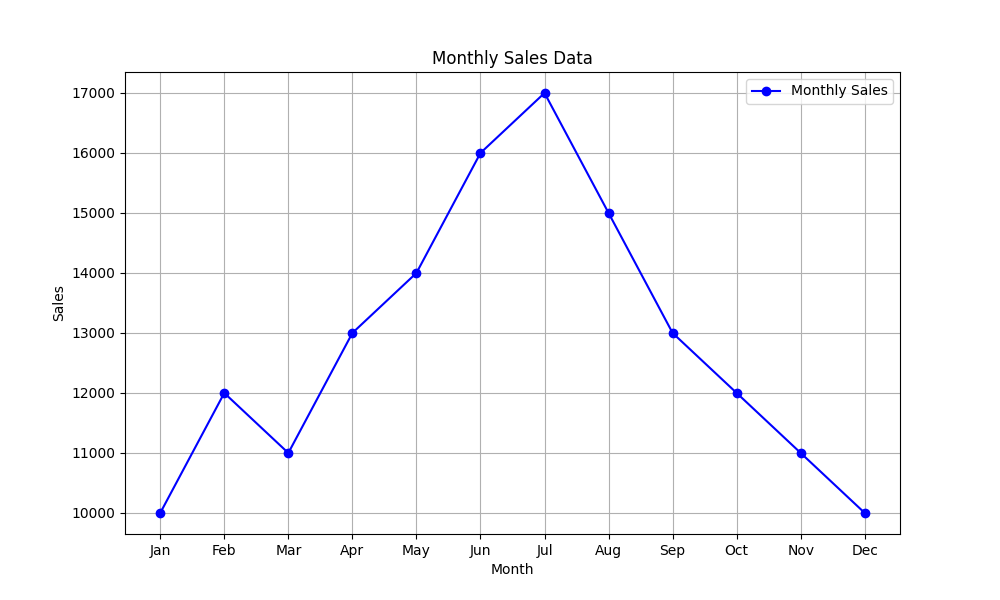 Monthly Sales Data
Monthly Sales
17000
16000
15000
14000
13000
12000
11000
10000
Sales
Jan Feb Mar Apr May Jun Jul Aug Sep Oct Nov Dec
Month